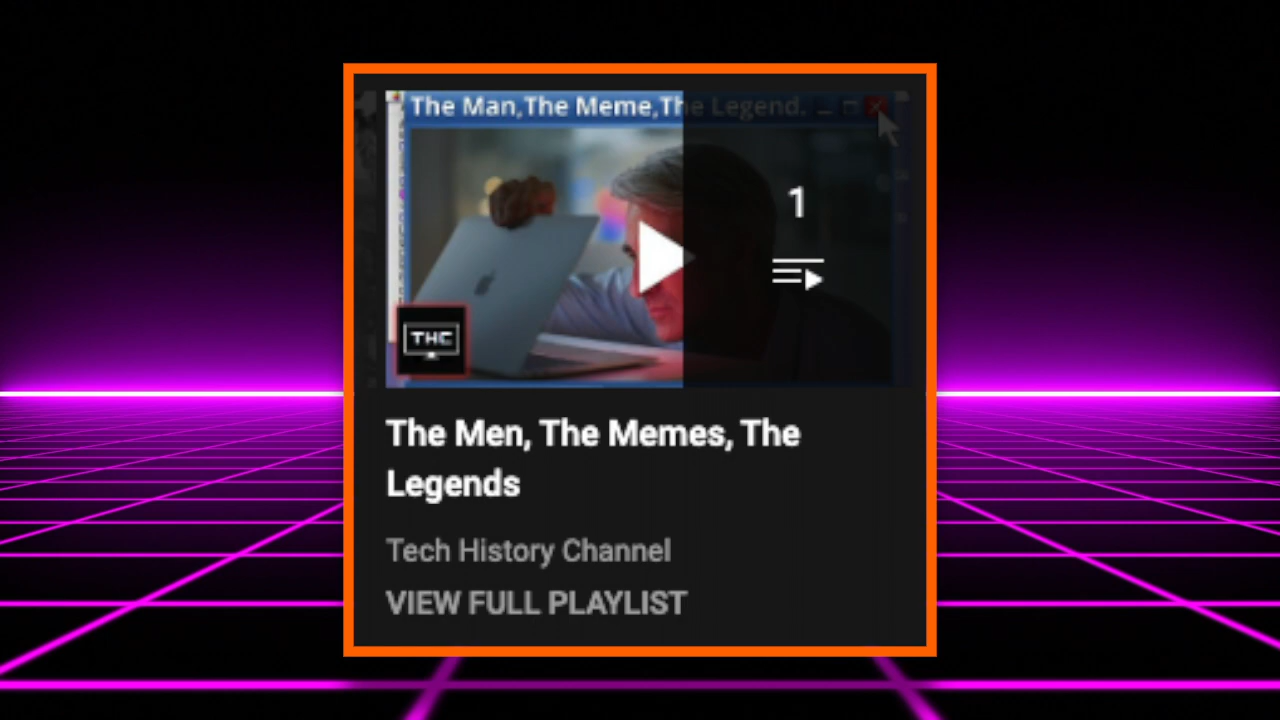 The Man,The Meme,The Legend.
1
THC
The Men, The Memes, The
Legends
Tech History Channel
VIEW FULL PLAYLIST